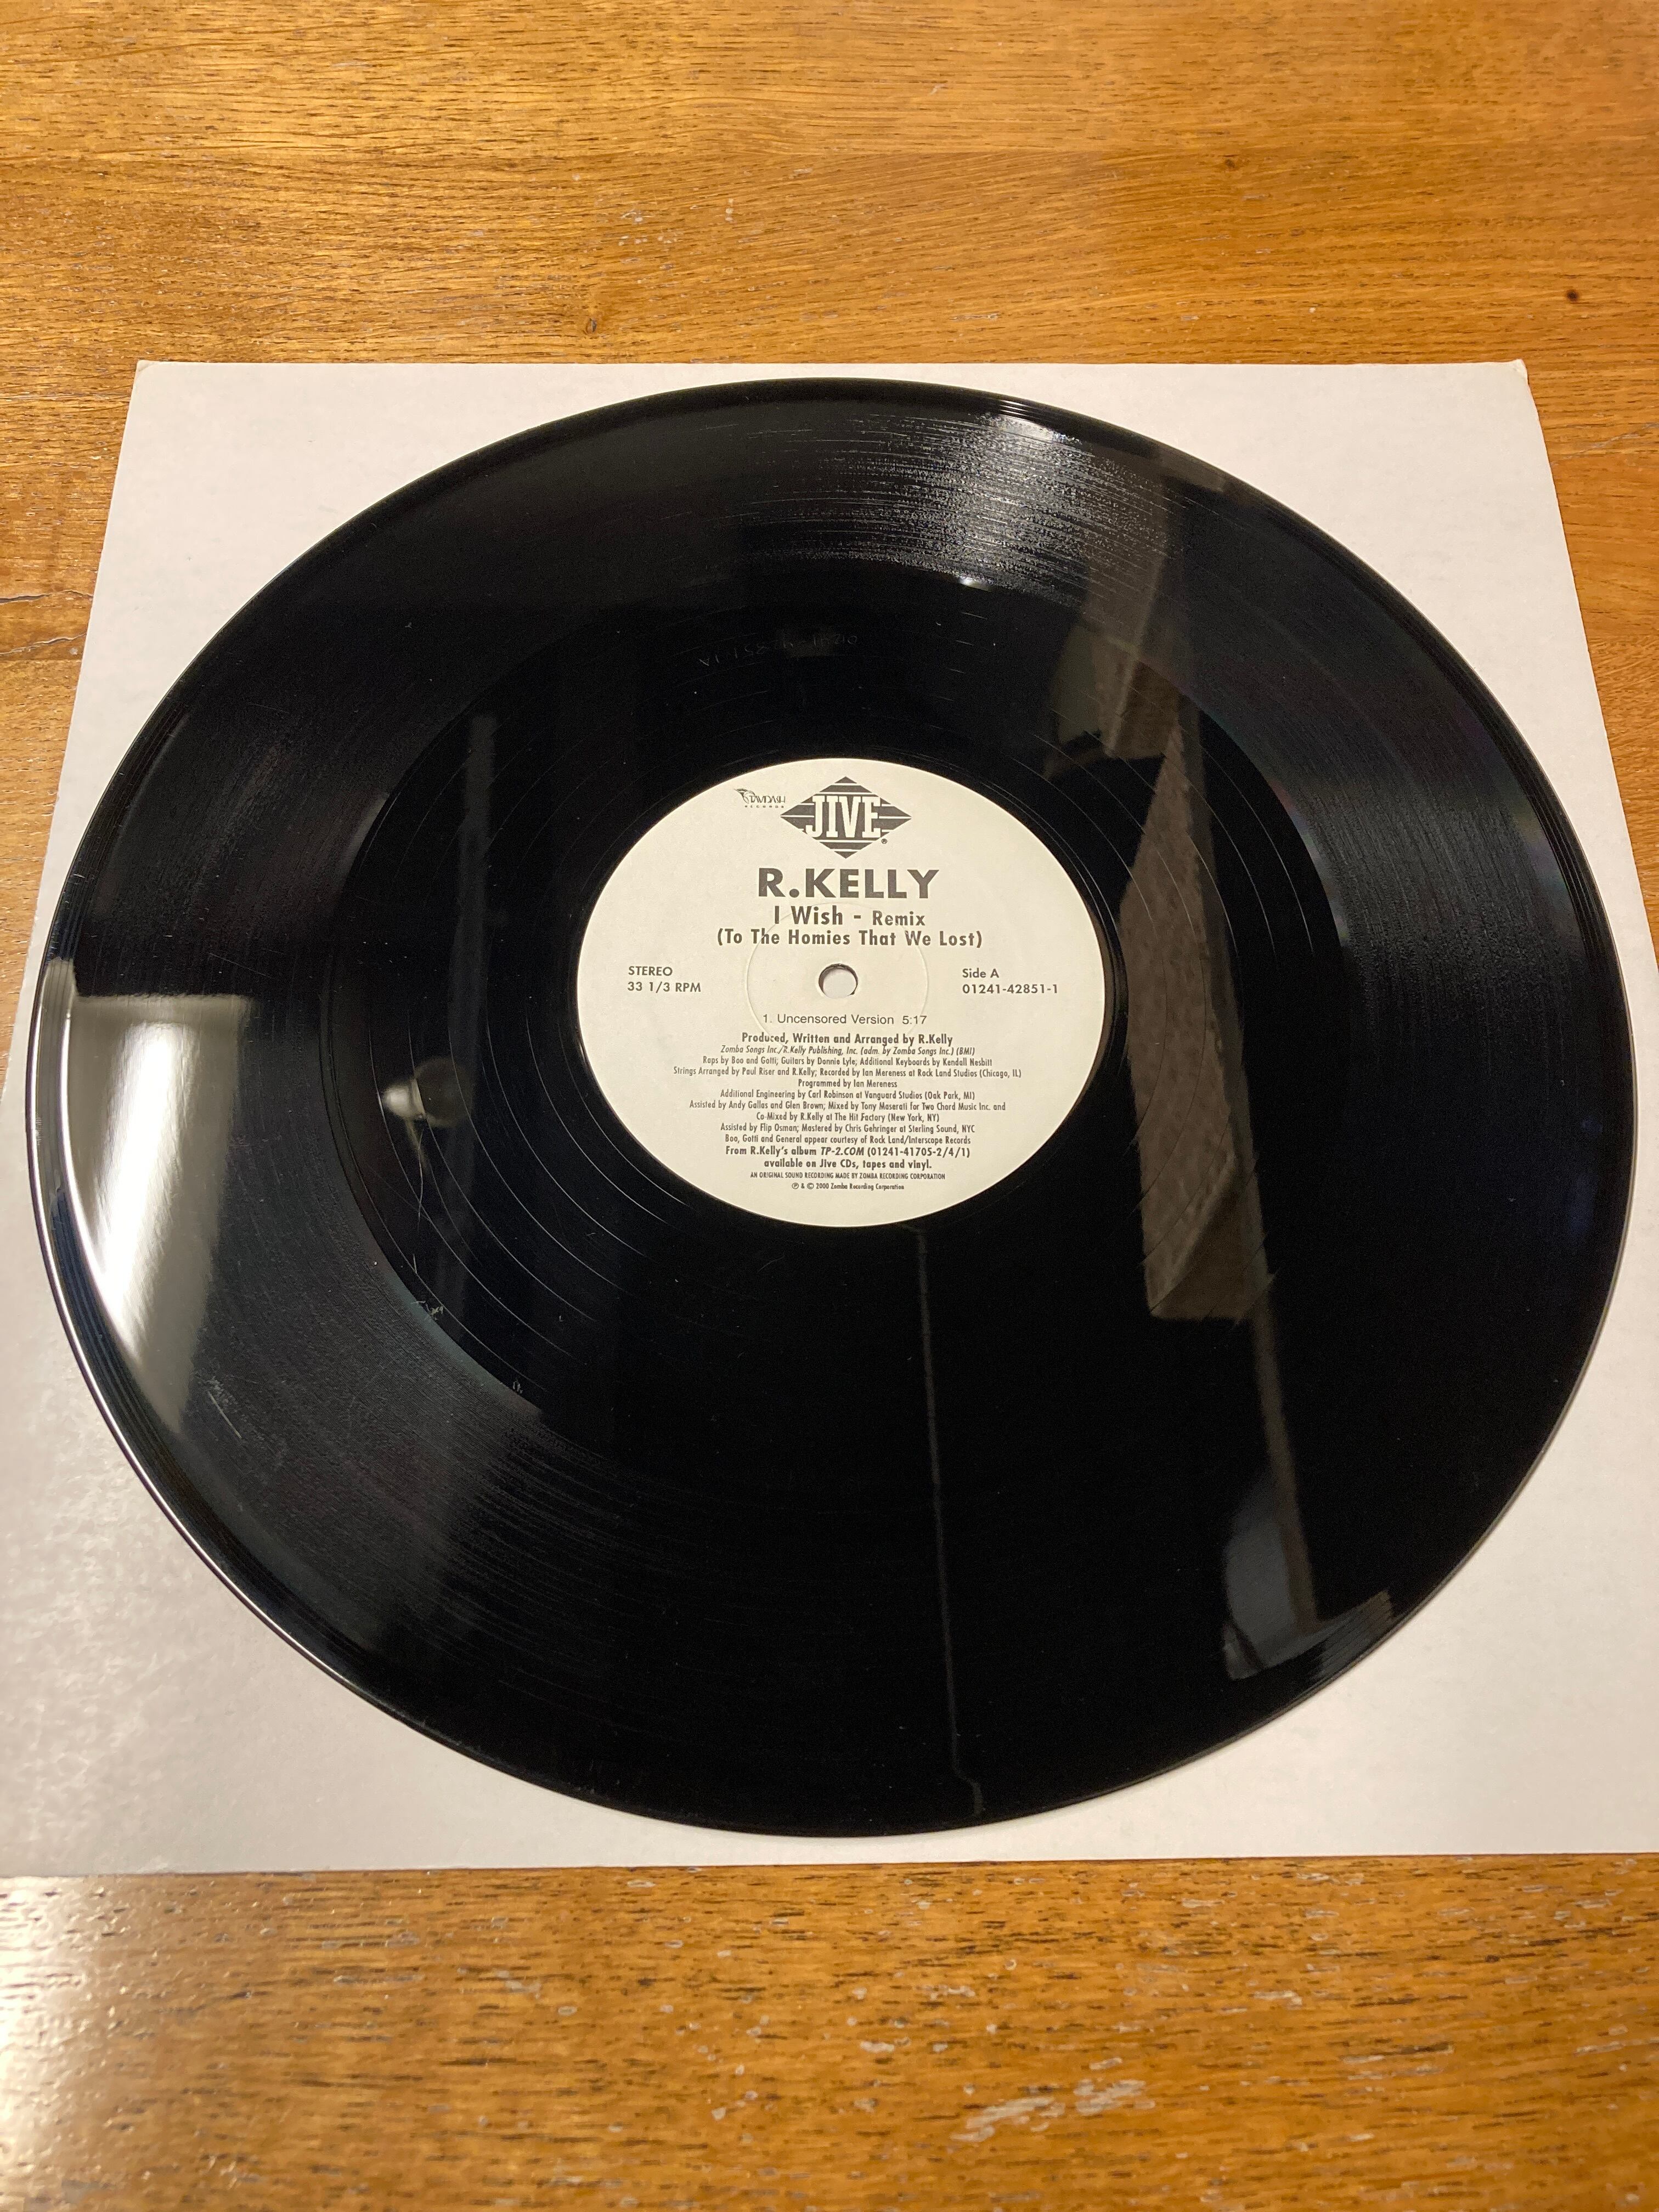 JIVE
®
R.KELLY
I Wish - Remix
(To The Homies That We Lost)
STEREO
33 1/3 RPM
Side A
01241-42851-1
1. Uncensored Version 5:17
Produced, Written and Arranged by R.Kelly
Zomba Songs Inc./R.Kelly Publishing, Inc. (adm. by Zomba Songs Inc.) (BMI)
Raps by Boo and Gotti; Guitars by Donnie Lyle; Additional Keyboards by Kendall Nesbitt
Strings Arranged by Paul Riser and R.Kelly; Recorded by Ian Mereness at Rock Land Studios (Chicago, IL)
Programmed by Ian Mereness
Additional Engineering by Carl Robinson at Vanguard Studios (Oak Park, MI)
Assisted by Andy Gallas and Glen Brown; Mixed by Tony Maserati for Two Chord Music Inc. and
Co-Mixed by R.Kelly at The Hit Factory (New York, NY)
Assisted by Flip Osman; Mastered by Chris Gehringer at Sterling Sound, NYC
Boo, Gotti and General appear courtesy of Rock Land/Interscope Records
From R.Kelly's album TP-2.COM (01241-41705-2/4/1)
available on Jive CDs, tapes and vinyl.
AN ORIGINAL SOUND RECORDING MADE BY ZOMBA RECORDING CORPORATION
℗ & © 2000 Zomba Recording Corporation